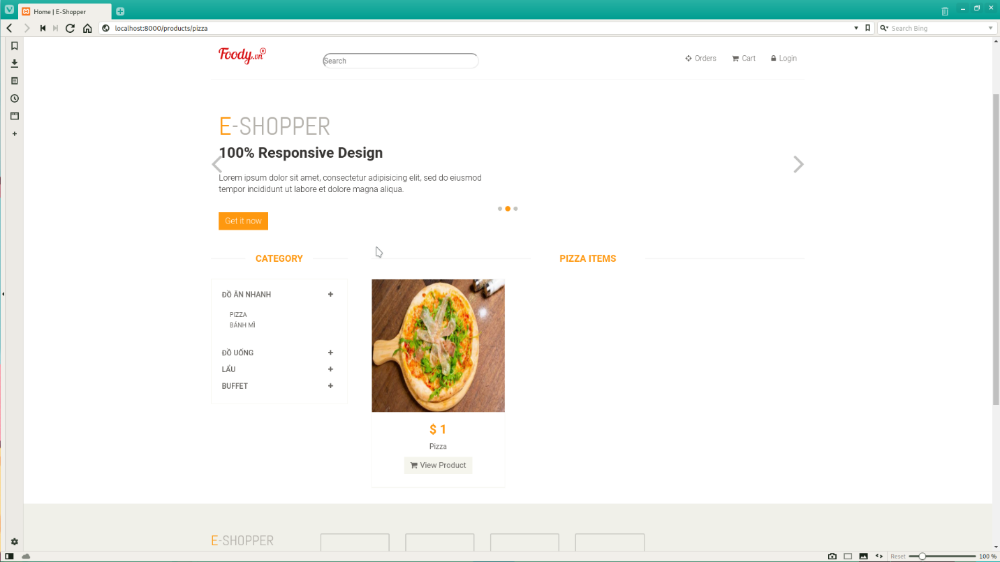 Home | E-Shopper
localhost:8000/products/pizza
Search Bing
Foody.vn®
Search
Orders
Cart
Login
E-SHOPPER
100% Responsive Design
Lorem ipsum dolor sit amet, consectetur adipisicing elit, sed do eiusmod
tempor incididunt ut labore et dolore magna aliqua.
Get it now
CATEGORY
ĐỒ ĂN NHANH
PIZZA
BÁNH MÌ
ĐỒ UỐNG
LẨU
BUFFET
PIZZA ITEMS
$ 1
Pizza
View Product
E-SHOPPER
Reset
100 %